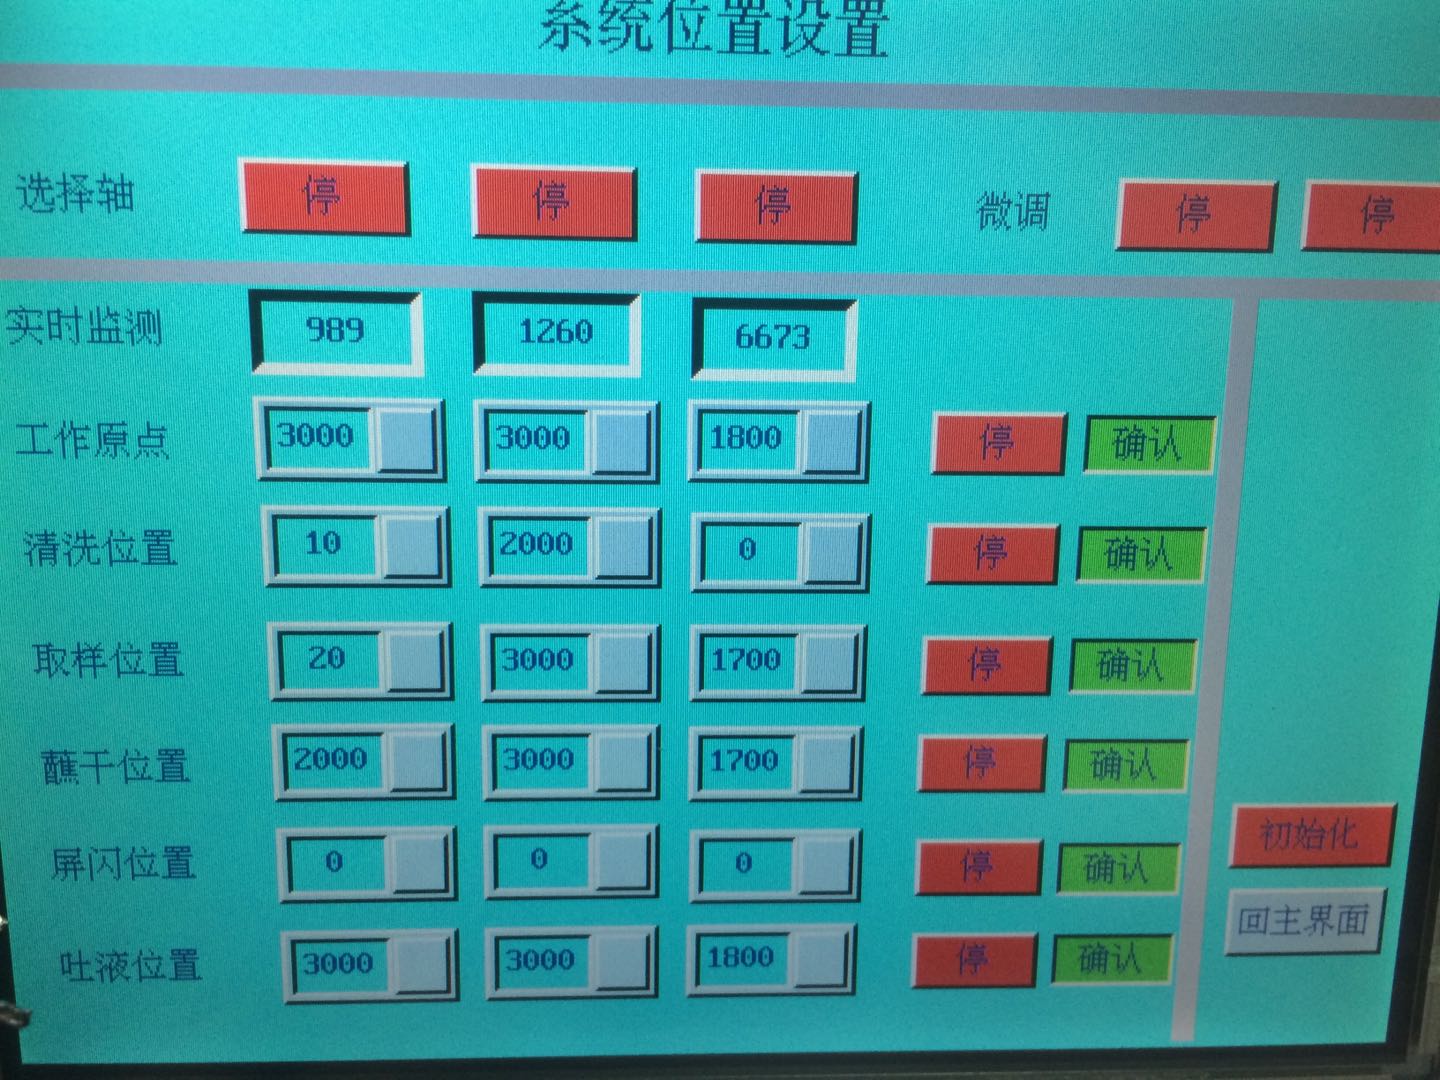 系统位置设置
选择轴 停 停 停 微调 停 停
实时监测 989 1260 6673
工作原点 3000 3000 1800 停 确认
清洗位置 10 2000 0 停 确认
取样位置 20 3000 1700 停 确认
蘸干位置 2000 3000 1700 停 确认
屏闪位置 0 0 0 停 确认
初始化
回主界面
吐液位置 3000 3000 1800 停 确认